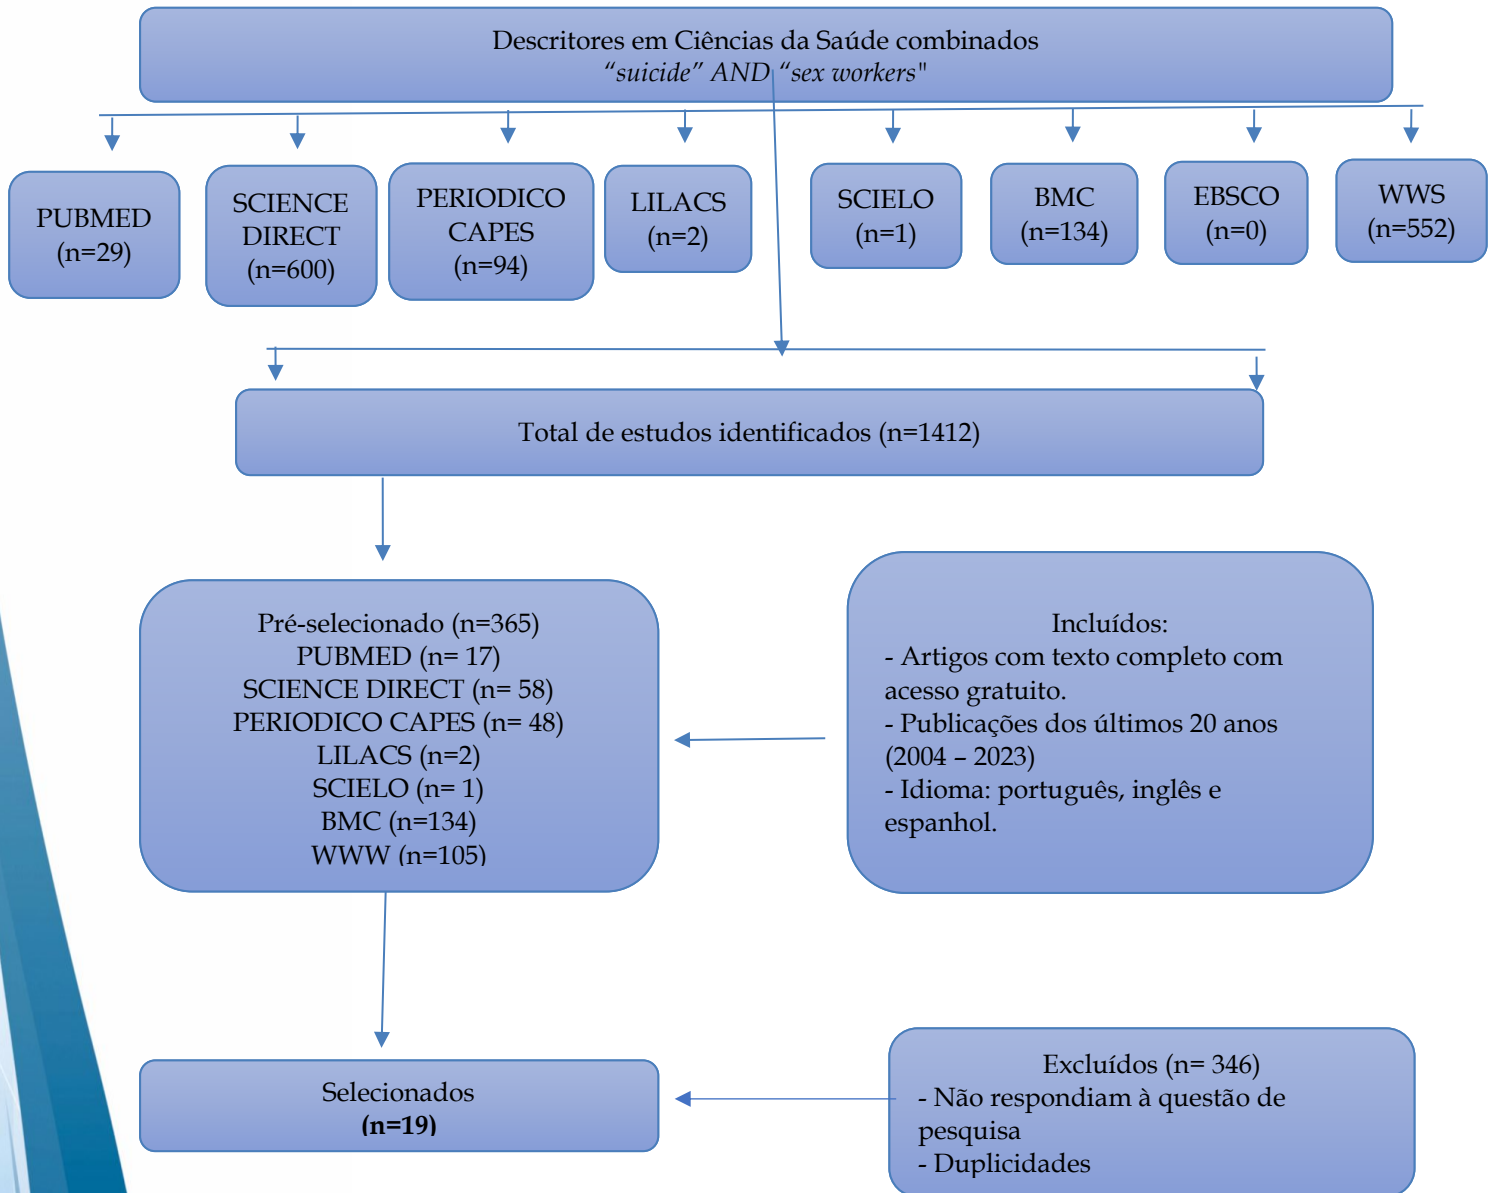 Descritores em Ciências da Saúde combinados
“suicide” AND “sex workers"
PUBMED
(n=29)
SCIENCE
DIRECT
(n=600)
PERIODICO
CAPES
(n=94)
LILACS
(n=2)
SCIELO
(n=1)
BMC
(n=134)
EBSCO
(n=0)
WWS
(n=552)
Total de estudos identificados (n=1412)
Pré-selecionado (n=365)
PUBMED (n= 17)
SCIENCE DIRECT (n= 58)
PERIODICO CAPES (n= 48)
LILACS (n=2)
SCIELO (n= 1)
BMC (n=134)
WWW (n=105)
Incluídos:
- Artigos com texto completo com
acesso gratuito.
- Publicações dos últimos 20 anos
(2004 – 2023)
- Idioma: português, inglês e
espanhol.
Selecionados
(n=19)
Excluídos (n= 346)
- Não respondiam à questão de
pesquisa
- Duplicidades